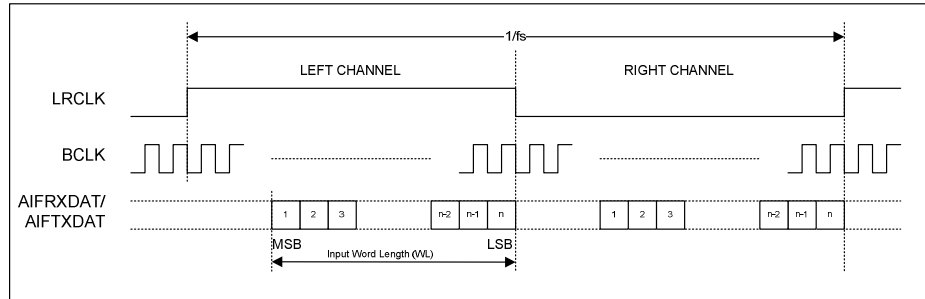 1/fs
LEFT CHANNEL
RIGHT CHANNEL
LRCLK
BCLK
AIFRXDAT/
AIFTXDAT
1 2 3 n-2 n-1 n 1 2 3 n-2 n-1 n
MSB LSB
Input Word Length (WL)